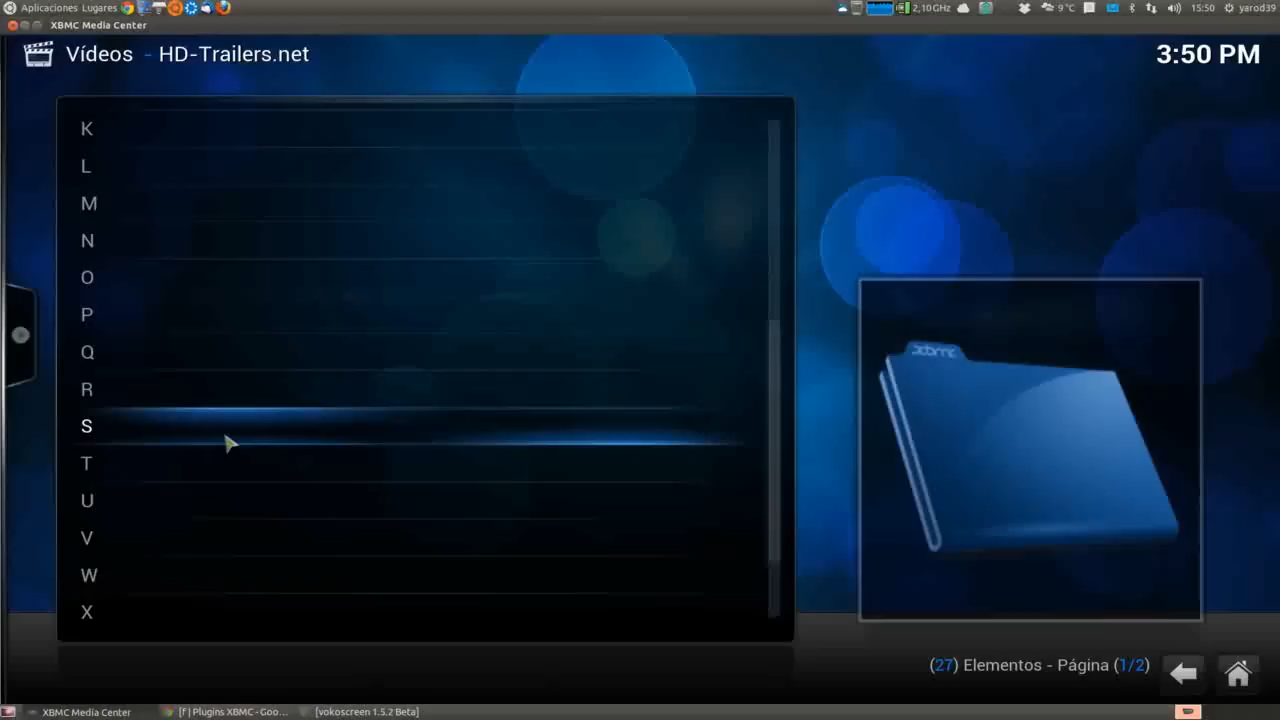 Aplicaciones Lugares
2,10GHz
9°C
15:50
yarod39
XBMC Media Center
Vídeos - HD-Trailers.net
3:50 PM
K
L
M
N
O
P
Q
R
S
T
U
V
W
X
xbmc
(27) Elementos - Página (1/2)
XBMC Media Center
[f | Plugins XBMC - Goo...
[vokoscreen 1.5.2 Beta]